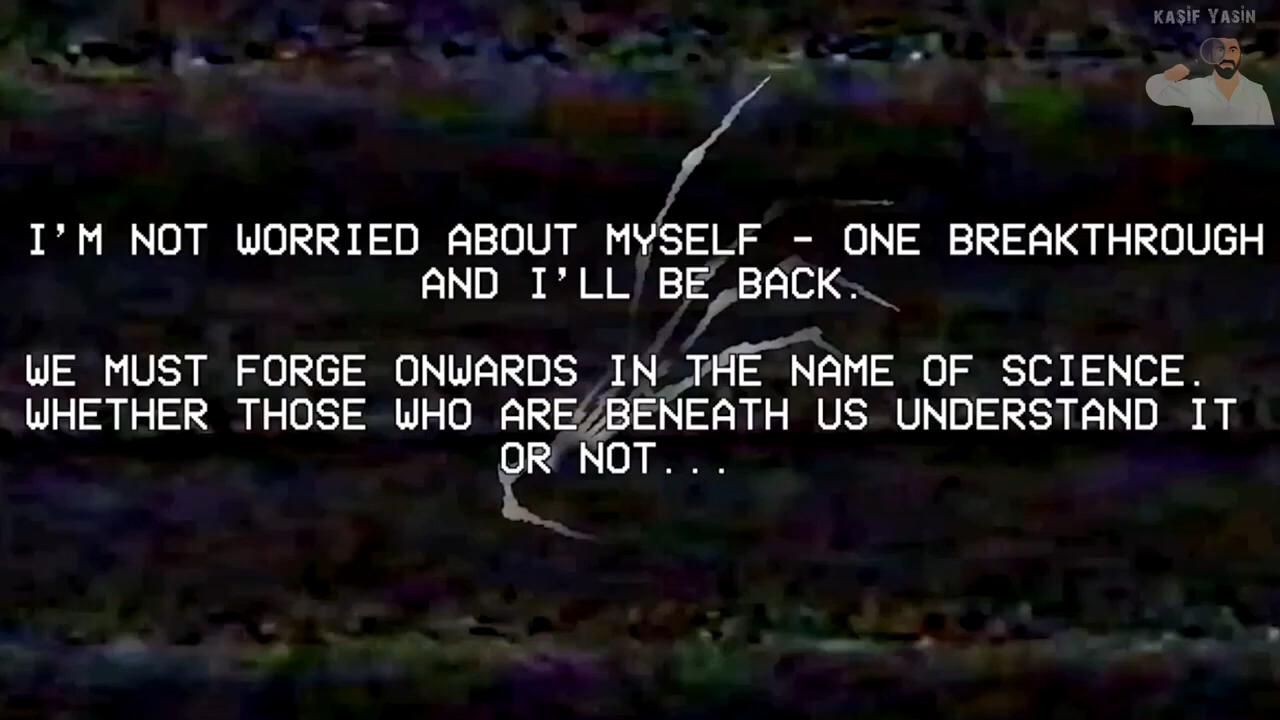 KAŞİF YASİN
I'M NOT WORRIED ABOUT MYSELF - ONE BREAKTHROUGH
AND I'LL BE BACK.
WE MUST FORGE ONWARDS IN THE NAME OF SCIENCE.
WHETHER THOSE WHO ARE BENEATH US UNDERSTAND IT
OR NOT...